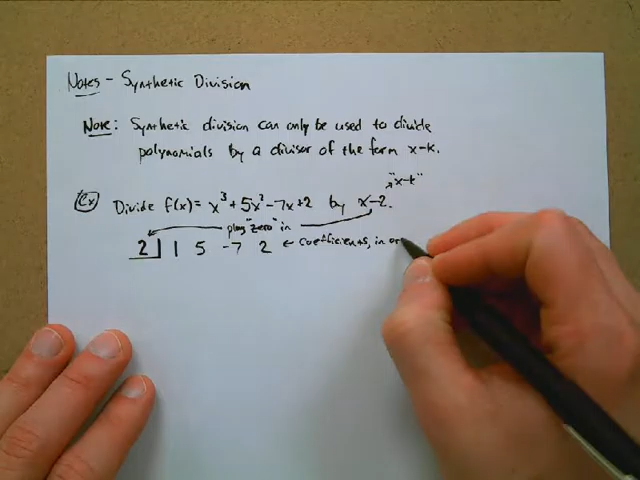 Notes - Synthetic Division
Note: Synthetic division can only be used to divide
polynomials by a divisor of the form x-k.
"x-k"
Ex Divide f(x) = x³ + 5x² - 7x + 2 by x - 2.
plug "zero" in
2 1 5 -7 2 ← coefficients, in or